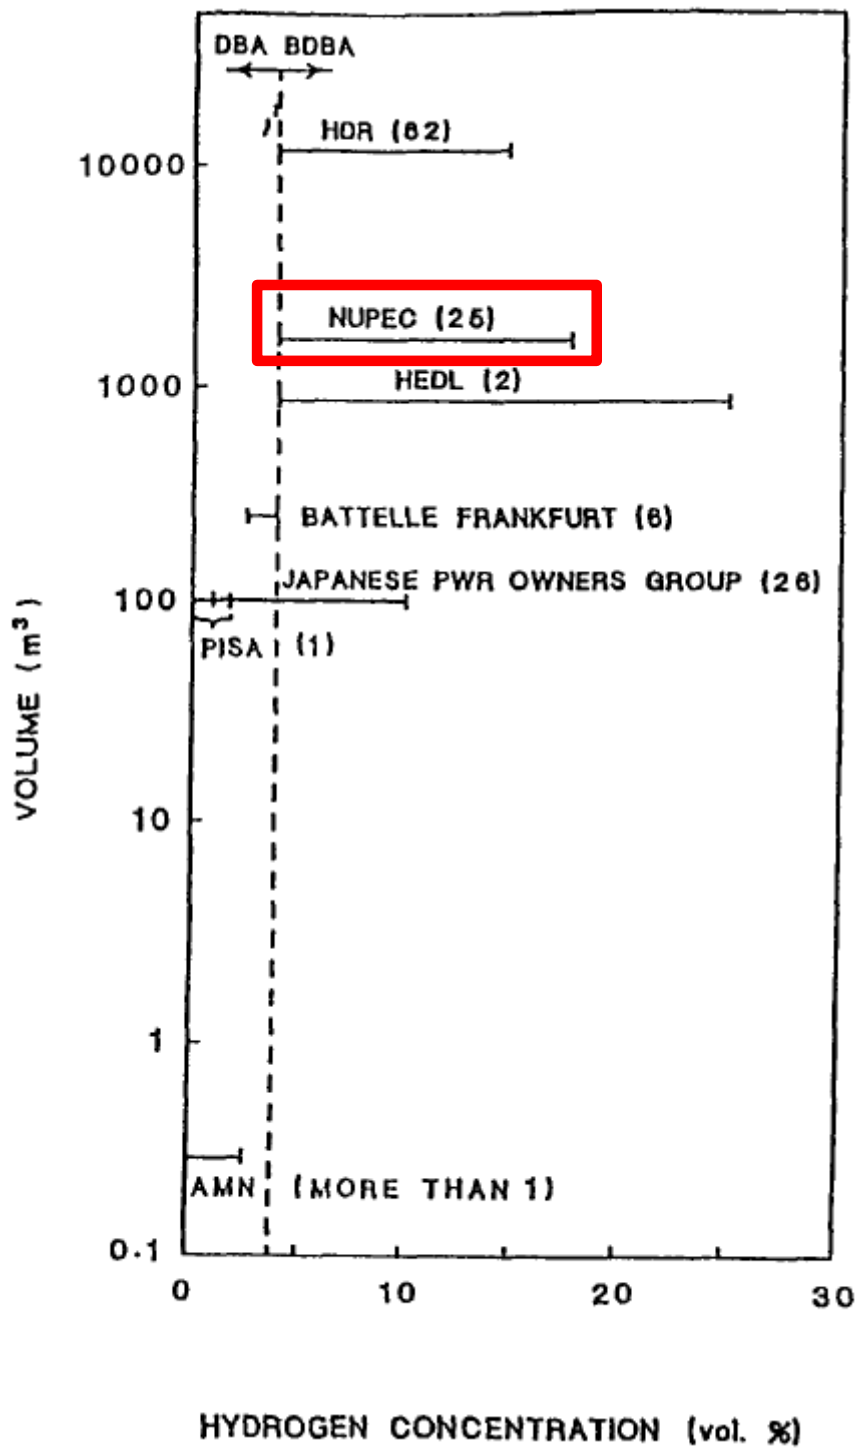 DBA BDBA
HDR (62)
10000
NUPEC (25)
1000
HEDL (2)
BATTELLE FRANKFURT (6)
JAPANESE PWR OWNERS GROUP (26)
100
PISA (1)
VOLUME (m³)
10
1
AMN (MORE THAN 1)
0.1
0 10 20 30
HYDROGEN CONCENTRATION (vol. %)